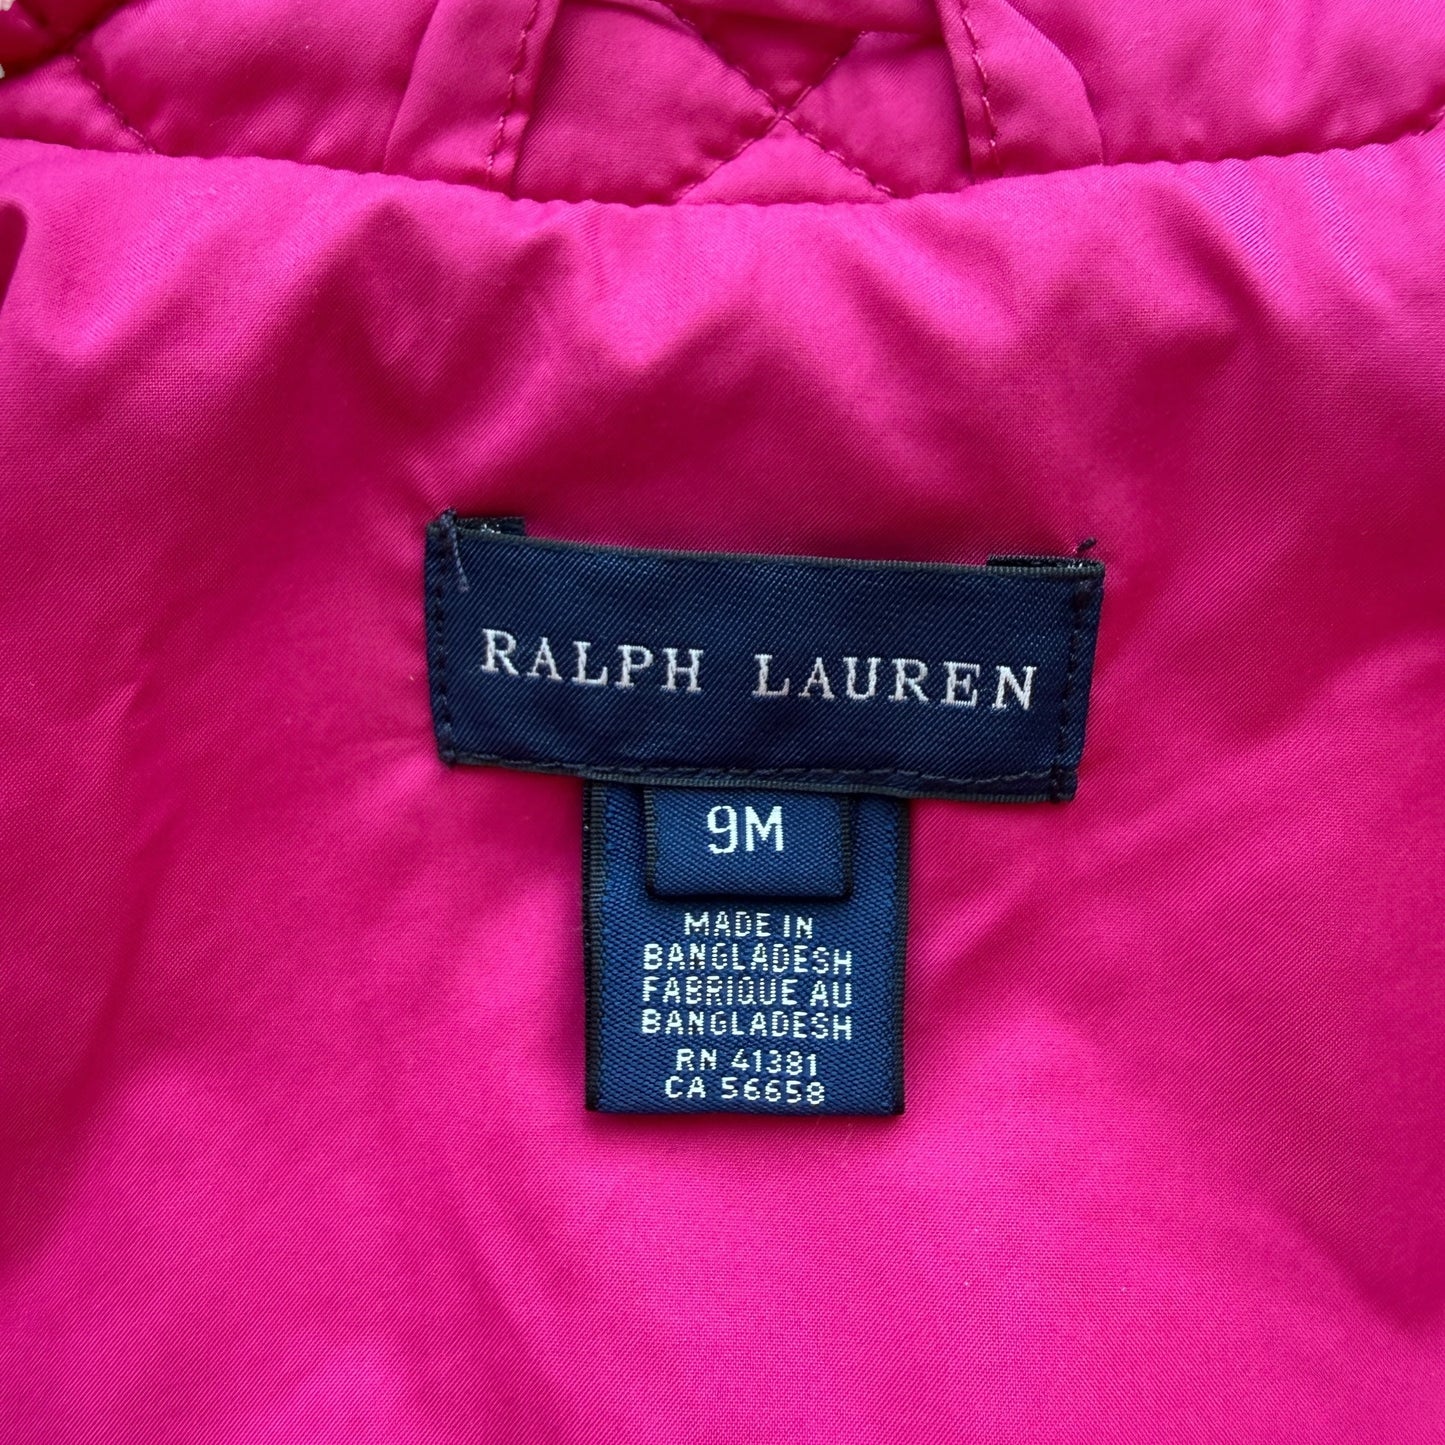 RALPH LAUREN
9M
MADE IN
BANGLADESH
FABRIQUE AU
BANGLADESH
RN 41381
CA 56658